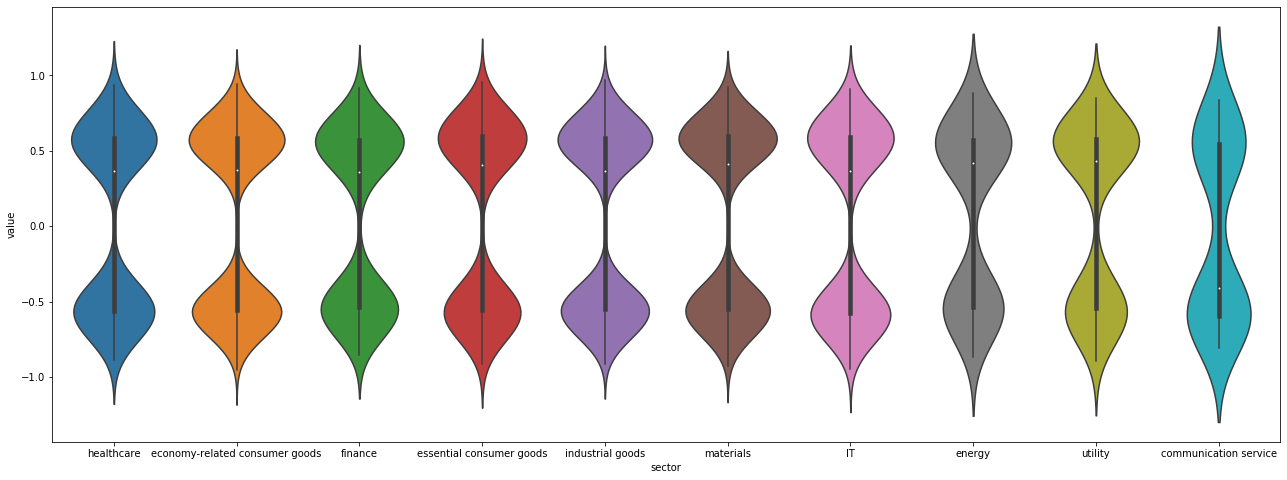 1.0
0.5
0.0
−0.5
−1.0
value
healthcare economy-related consumer goods finance essential consumer goods industrial goods materials IT energy utility communication service
sector